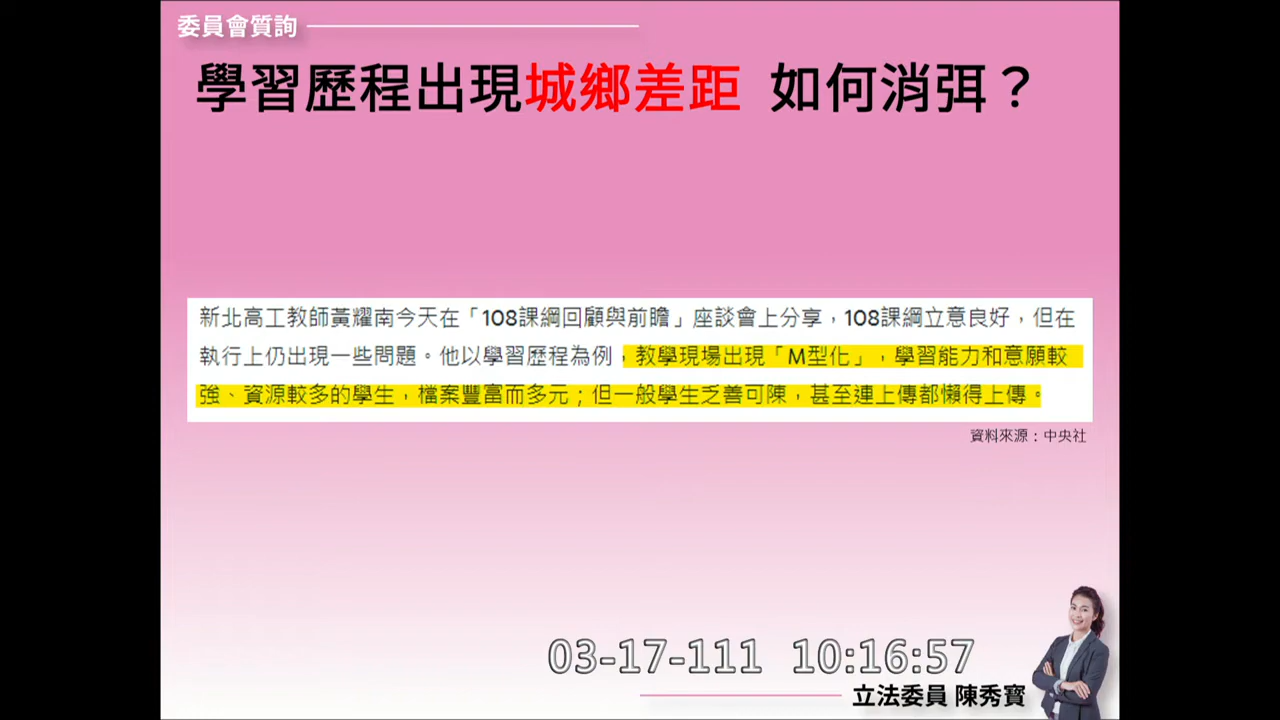 委員會質詢
學習歷程出現城鄉差距 如何消弭？
新北高工教師黃耀南今天在「108課綱回顧與前瞻」座談會上分享，108課綱立意良好，但在
執行上仍出現一些問題。他以學習歷程為例，教學現場出現「M型化」，學習能力和意願較
強、資源較多的學生，檔案豐富而多元；但一般學生乏善可陳，甚至連上傳都懶得上傳。
資料來源：中央社
03-17-111 10:16:57
立法委員 陳秀寳